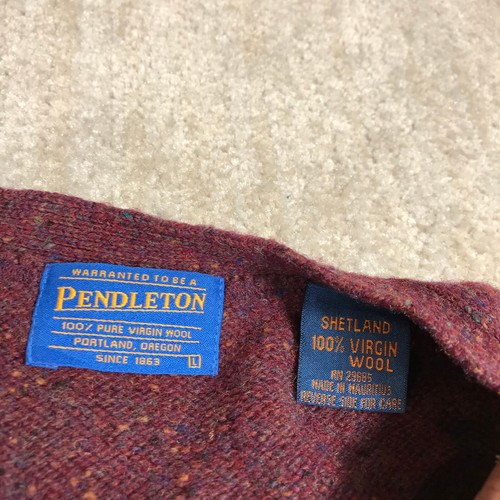 WARRANTED TO BE A
PENDLETON
100% PURE VIRGIN WOOL
PORTLAND, OREGON
SINCE 1863
L
SHETLAND
100% VIRGIN
WOOL
RN 29685
MADE IN MAURITIUS
REVERSE SIDE FOR CARE